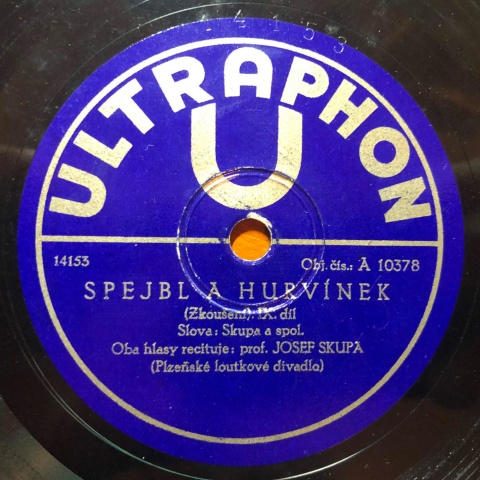 14153
ULTRAPHON
U
14153 Obj. čís.: A 10378
SPEJBL A HURVÍNEK
(Zkoušení). IX. díl
Slova: Skupa a spol.
Oba hlasy recituje: prof. JOSEF SKUPA
(Plzeňské loutkové divadlo)